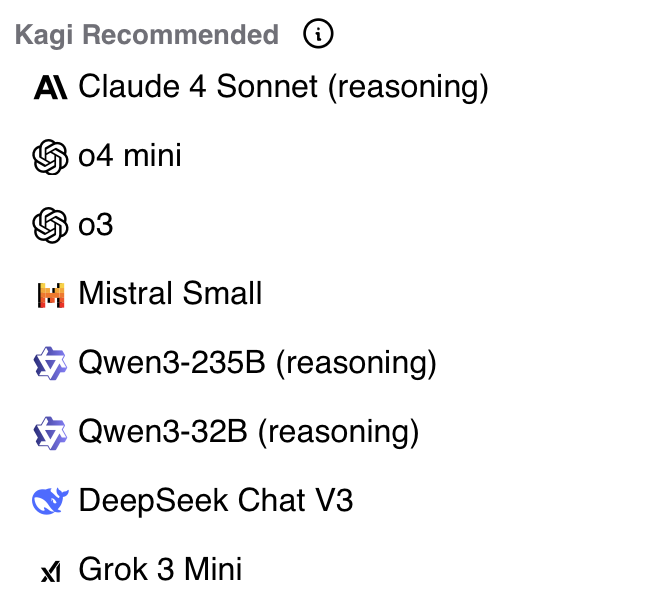 Kagi Recommended
Claude 4 Sonnet (reasoning)
o4 mini
o3
Mistral Small
Qwen3-235B (reasoning)
Qwen3-32B (reasoning)
DeepSeek Chat V3
Grok 3 Mini